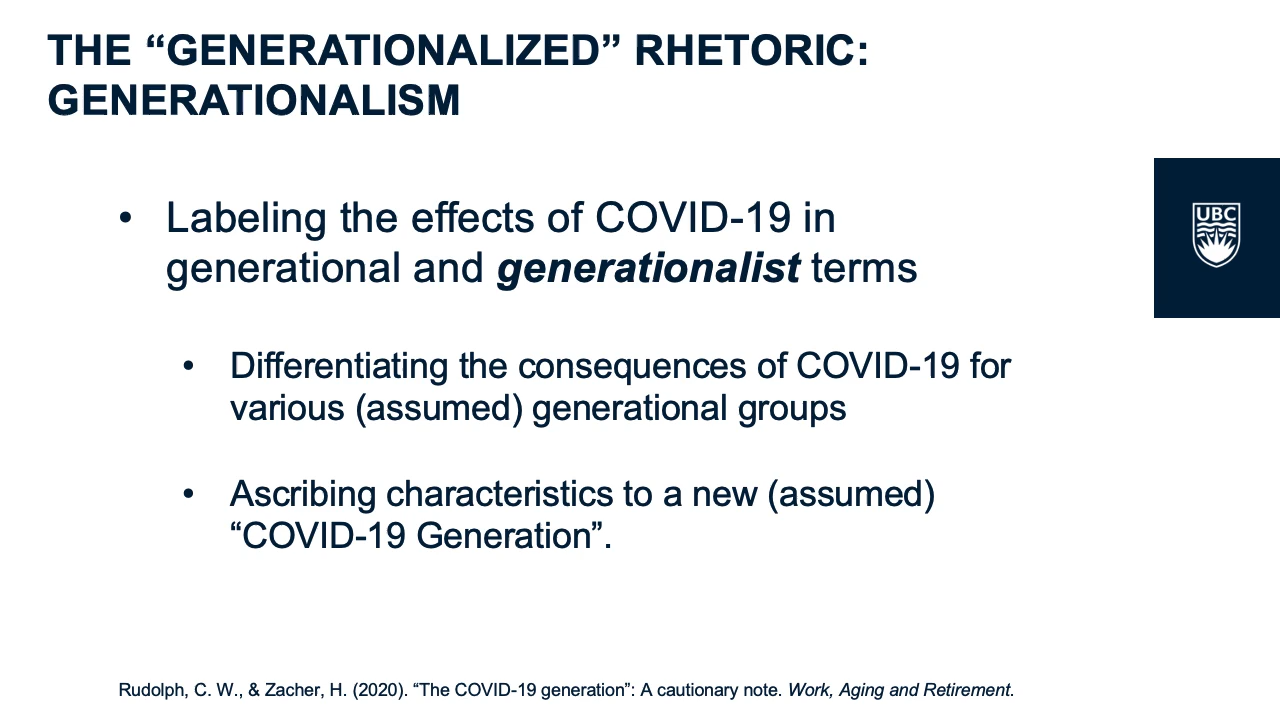 THE “GENERATIONALIZED” RHETORIC:
GENERATIONALISM
• Labeling the effects of COVID-19 in
generational and generationalist terms
• Differentiating the consequences of COVID-19 for
various (assumed) generational groups
• Ascribing characteristics to a new (assumed)
“COVID-19 Generation”.
UBC
Rudolph, C. W., & Zacher, H. (2020). “The COVID-19 generation”: A cautionary note. Work, Aging and Retirement.